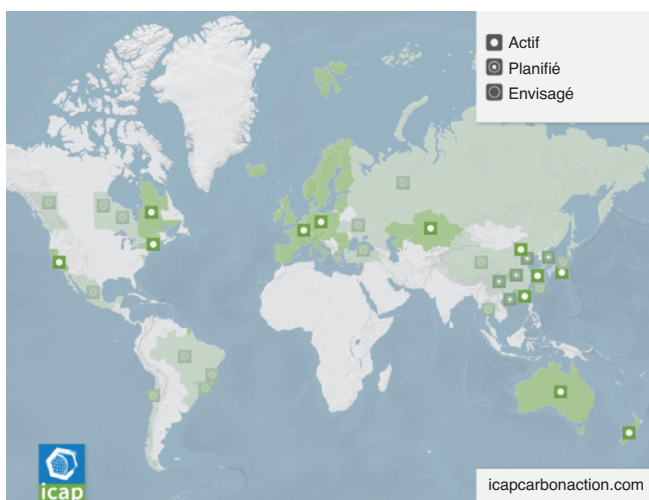 Actif
Planifié
Envisagé
icap
icapcarbonaction.com